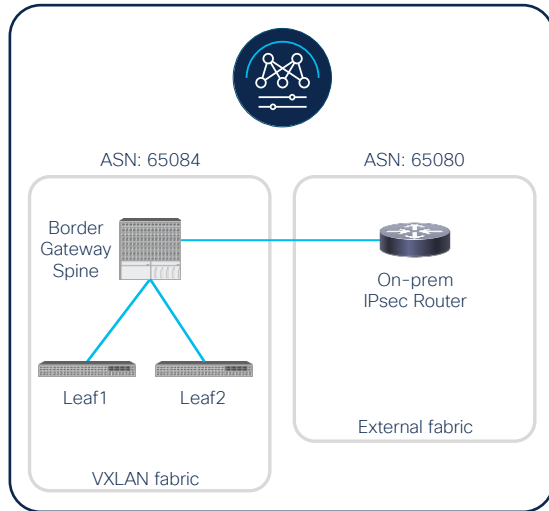 ASN: 65084
ASN: 65080
Border
Gateway
Spine
On-prem
IPsec Router
Leaf1
Leaf2
External fabric
VXLAN fabric